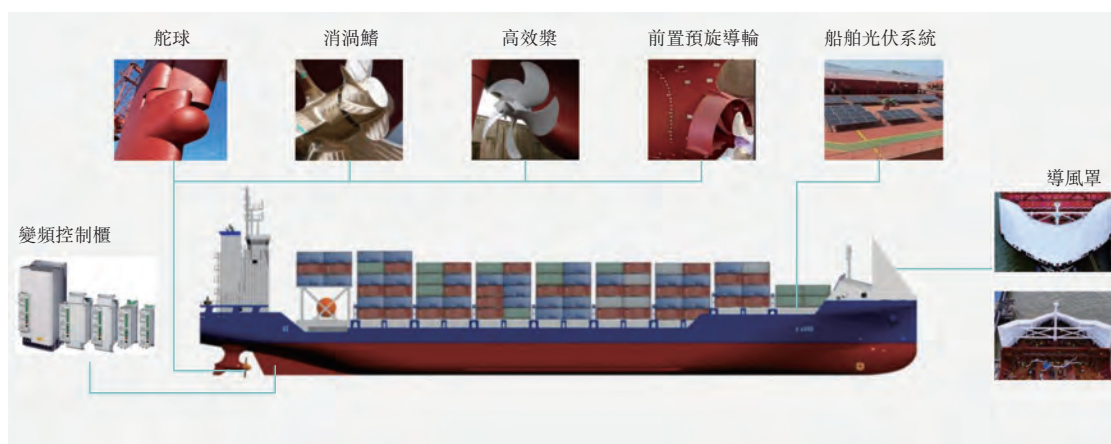 舵球
消渦鰭
高效槳
前置預旋導輪
船舶光伏系統
導風罩
變頻控制櫃